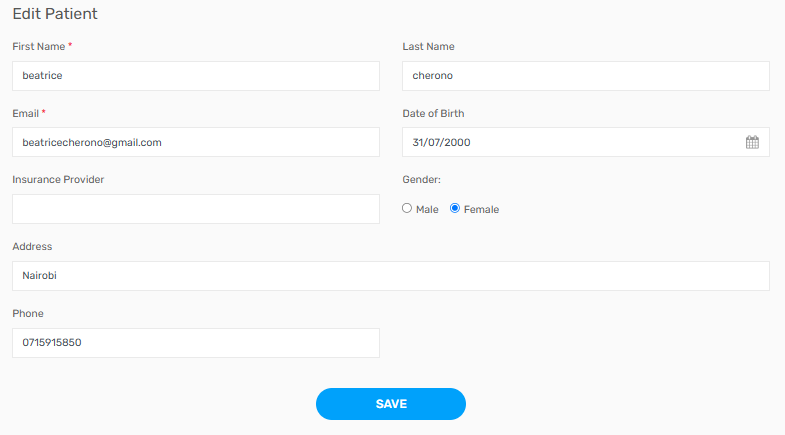 Edit Patient
First Name * Last Name
beatrice cherono
Email * Date of Birth
beatricecherono@gmail.com 31/07/2000
Insurance Provider Gender:
Male Female
Address
Nairobi
Phone
0715915850
SAVE